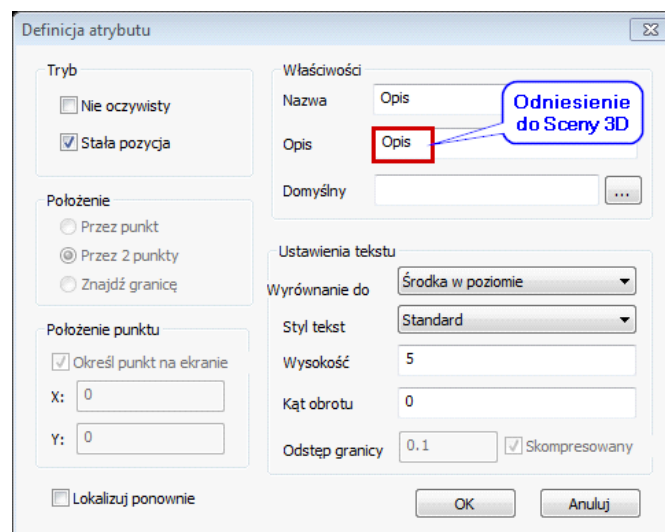 Definicja atrybutu
Tryb
Nie oczywisty
Stała pozycja
Położenie
Przez punkt
Przez 2 punkty
Znajdź granicę
Położenie punktu
Określ punkt na ekranie
X: 0
Y: 0
Lokalizuj ponownie
Właściwości
Nazwa Opis
Opis Opis
Odniesienie
do Sceny 3D
Domyślny ...
Ustawienia tekstu
Wyrównanie do Środka w poziomie
Styl tekst Standard
Wysokość 5
Kąt obrotu 0
Odstęp granicy 0.1 Skompresowany
OK Anuluj